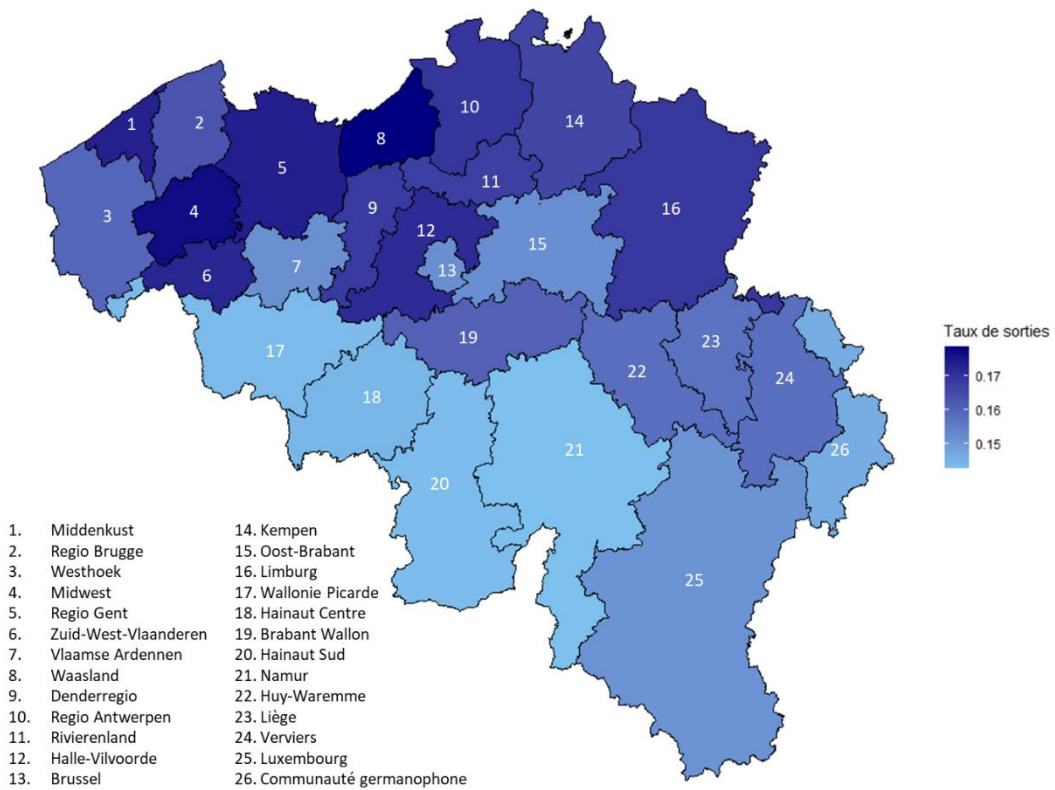 10
14
1
2
8
5
11
9
3
4
16
12
15
7
13
6
Taux de sorties
19
23
17
22
24
0.17
18
0.16
0.15
21
26
20
25
1. Middenkust
2. Regio Brugge
3. Westhoek
4. Midwest
5. Regio Gent
6. Zuid-West-Vlaanderen
7. Vlaamse Ardennen
8. Waasland
9. Denderregio
10. Regio Antwerpen
11. Rivierenland
12. Halle-Vilvoorde
13. Brussel
14. Kempen
15. Oost-Brabant
16. Limburg
17. Wallonie Picarde
18. Hainaut Centre
19. Brabant Wallon
20. Hainaut Sud
21. Namur
22. Huy-Waremme
23. Liège
24. Verviers
25. Luxembourg
26. Communauté germanophone